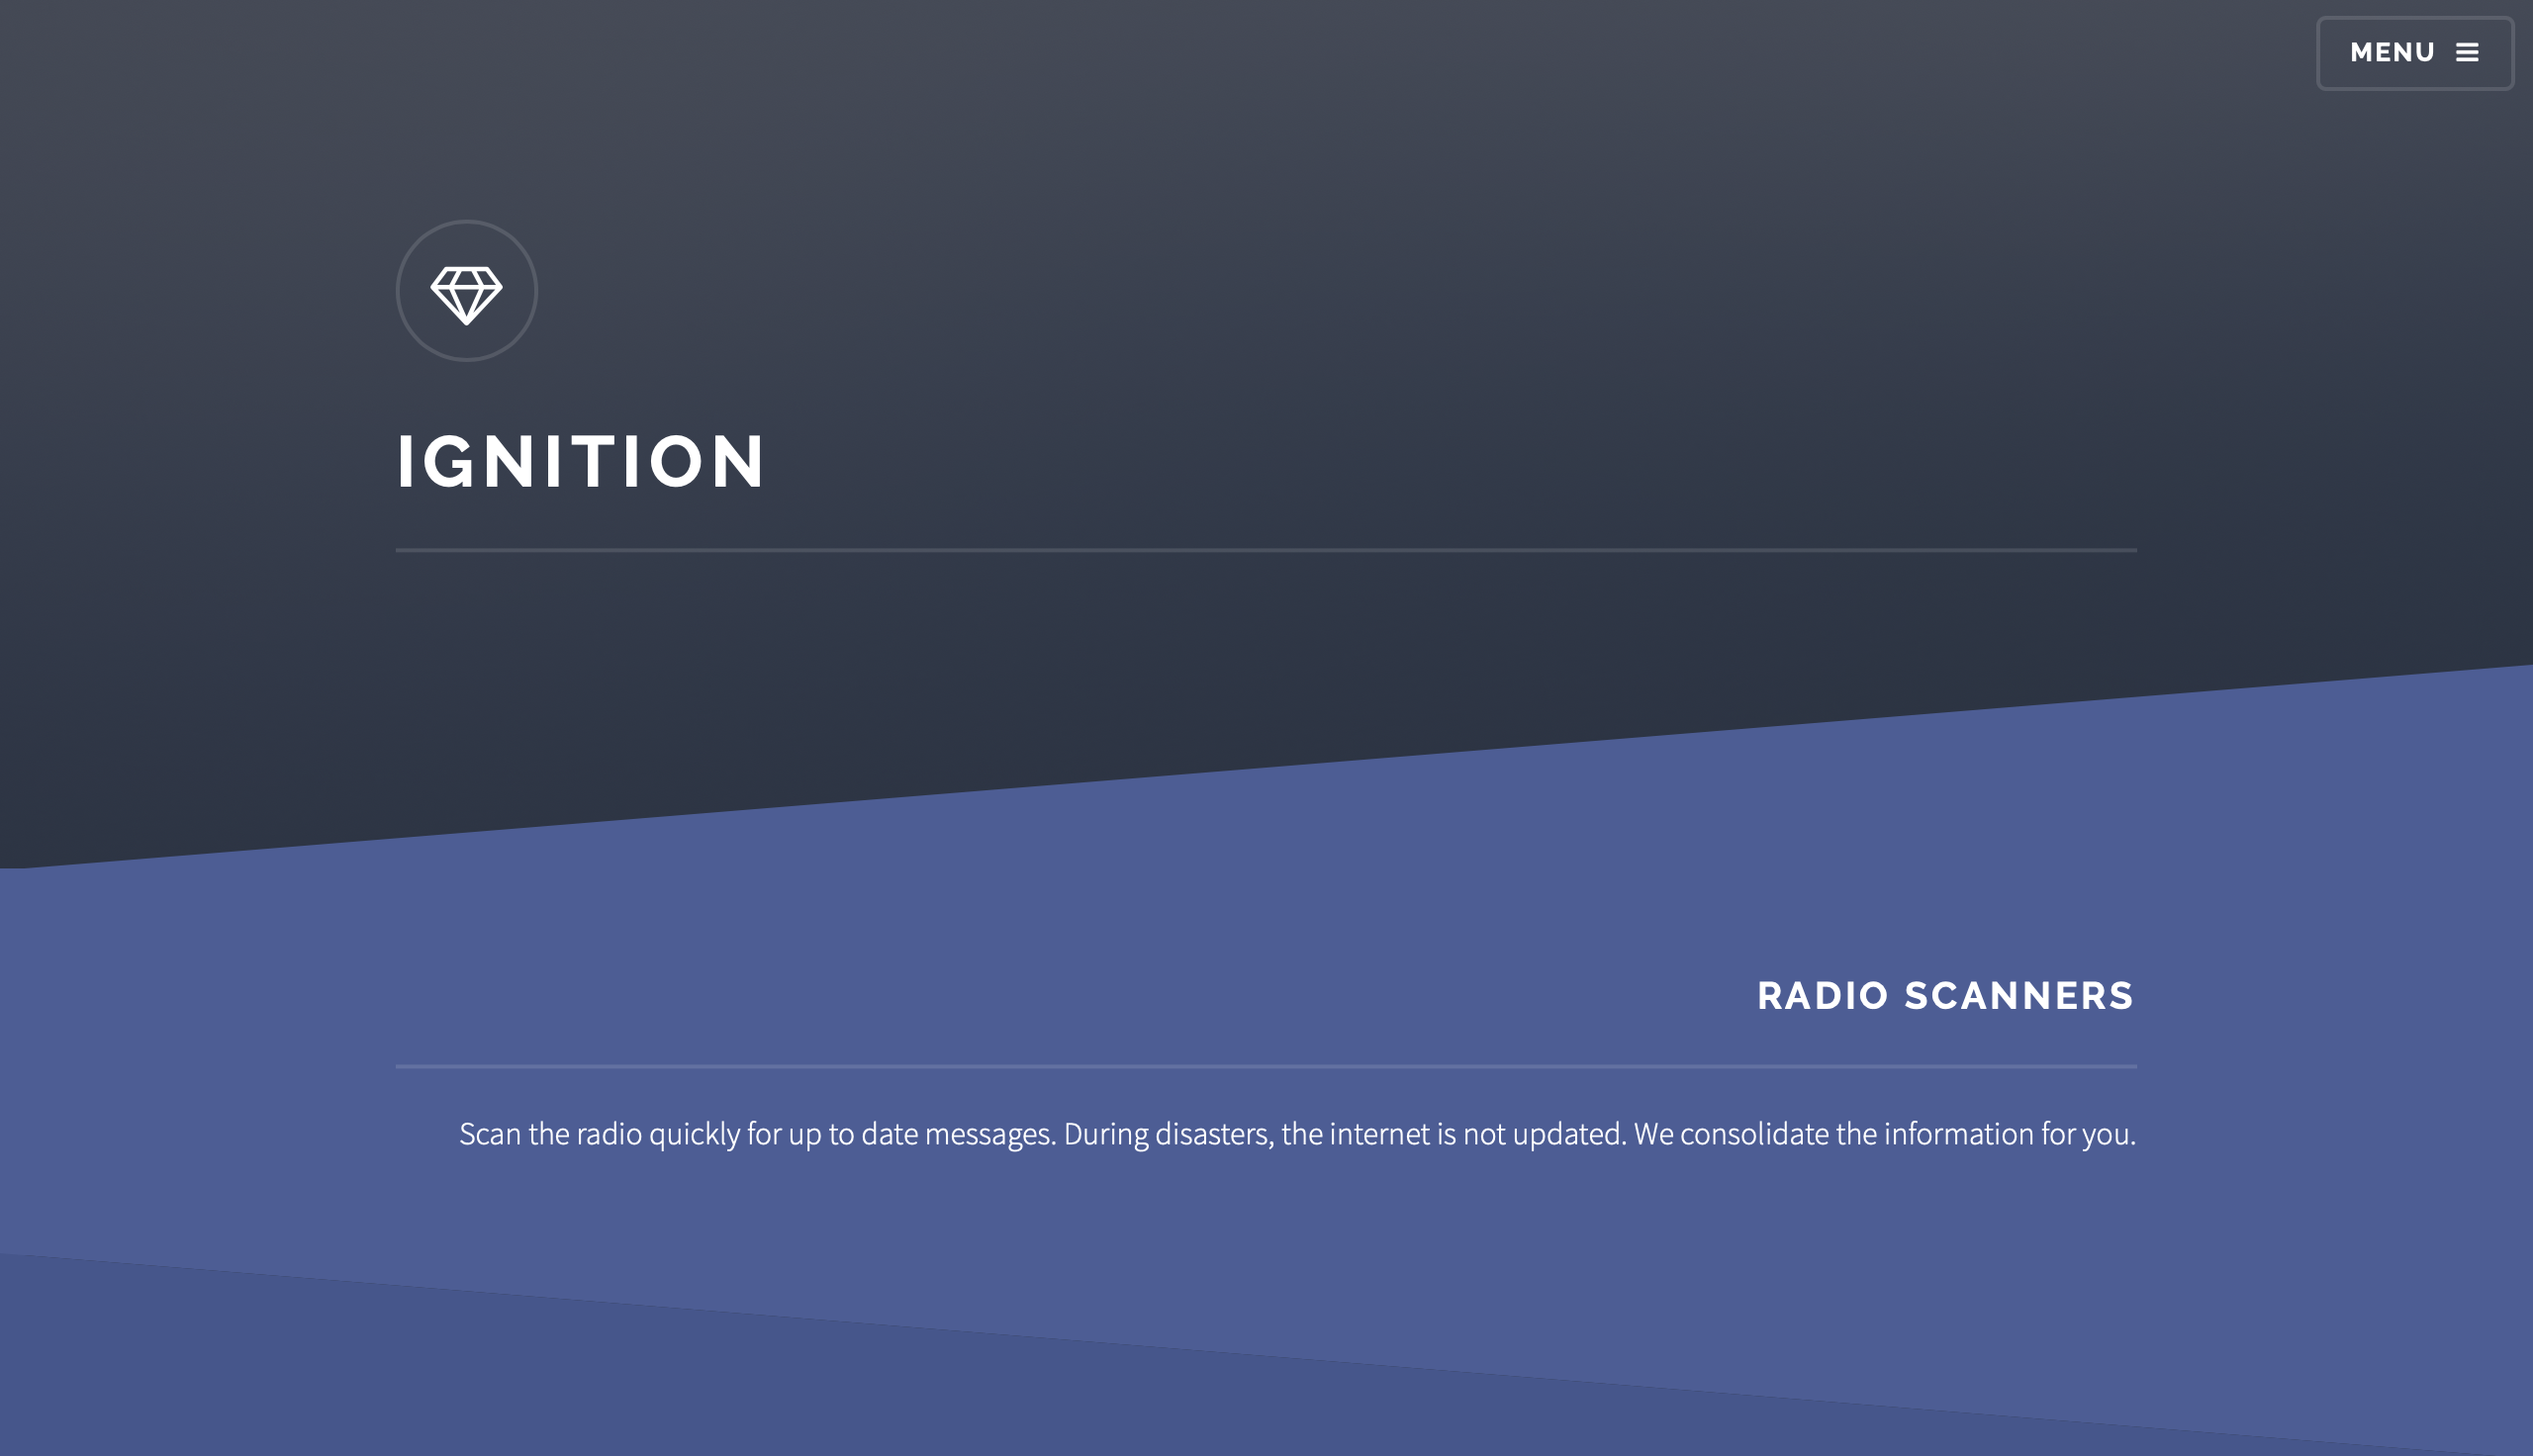 MENU
IGNITION
RADIO SCANNERS
Scan the radio quickly for up to date messages. During disasters, the internet is not updated. We consolidate the information for you.